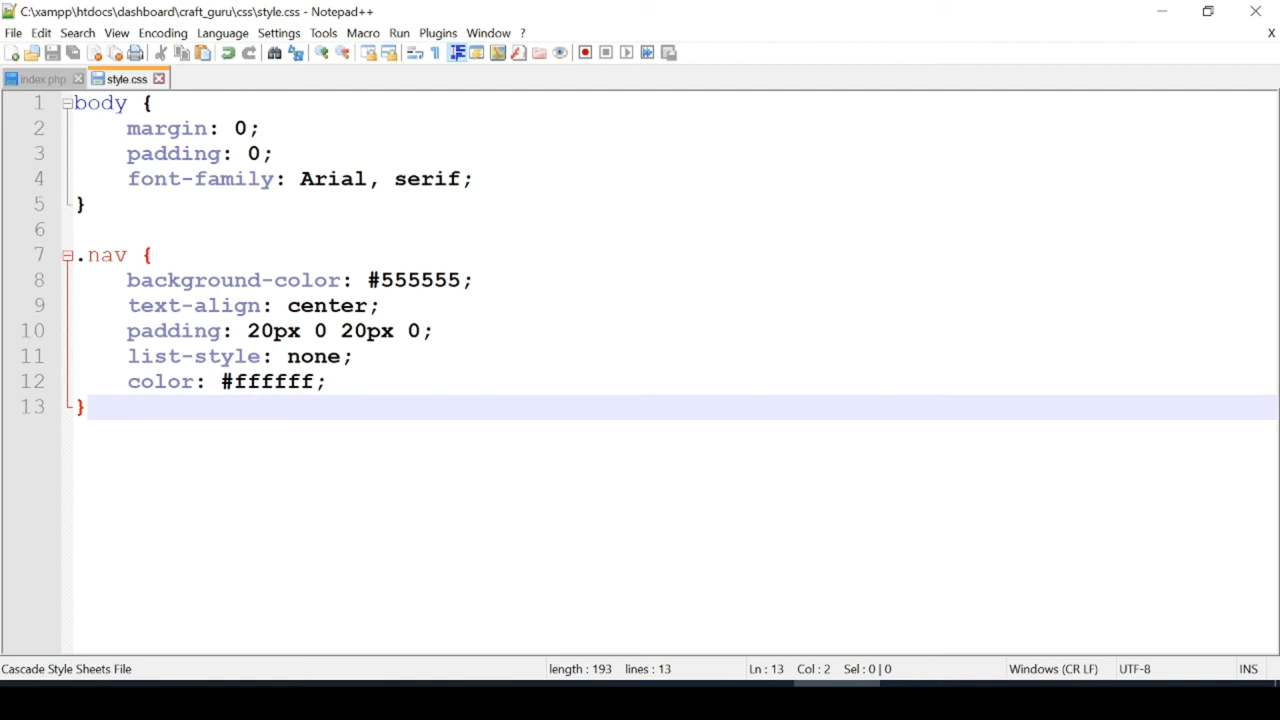 C:\xampp\htdocs\dashboard\craft_guru\css\style.css - Notepad++
File Edit Search View Encoding Language Settings Tools Macro Run Plugins Window ? X
index.php style.css
1 body {
2 margin: 0;
3 padding: 0;
4 font-family: Arial, serif;
5 }
6
7 .nav {
8 background-color: #555555;
9 text-align: center;
10 padding: 20px 0 20px 0;
11 list-style: none;
12 color: #ffffff;
13 }
Cascade Style Sheets File length : 193 lines : 13 Ln : 13 Col : 2 Sel : 0 | 0 Windows (CR LF) UTF-8 INS